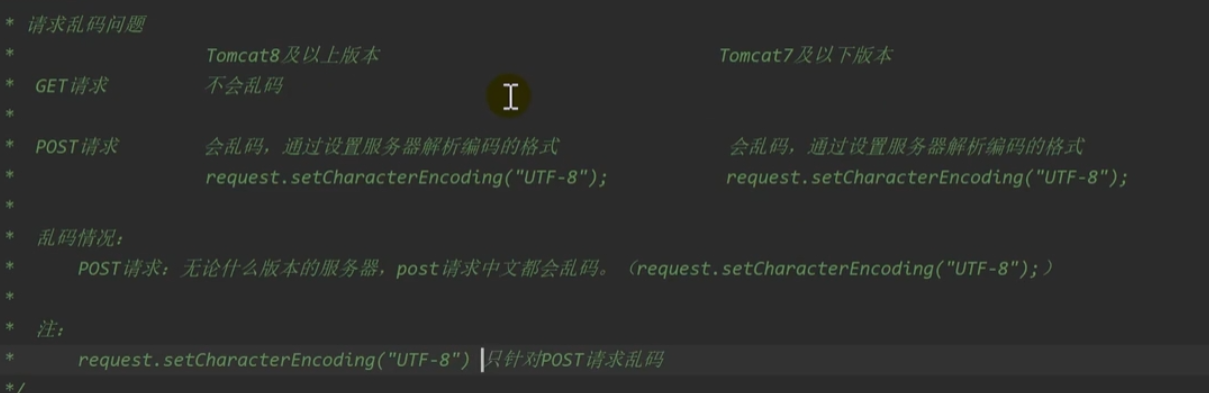 * 请求乱码问题
* Tomcat8及以上版本 Tomcat7及以下版本
* GET请求 不会乱码
*
* POST请求 会乱码，通过设置服务器解析编码的格式 会乱码，通过设置服务器解析编码的格式
* request.setCharacterEncoding("UTF-8"); request.setCharacterEncoding("UTF-8");
*
* 乱码情况：
* POST请求：无论什么版本的服务器，post请求中文都会乱码。（request.setCharacterEncoding("UTF-8");）
*
* 注：
* request.setCharacterEncoding("UTF-8") 只针对POST请求乱码
*/